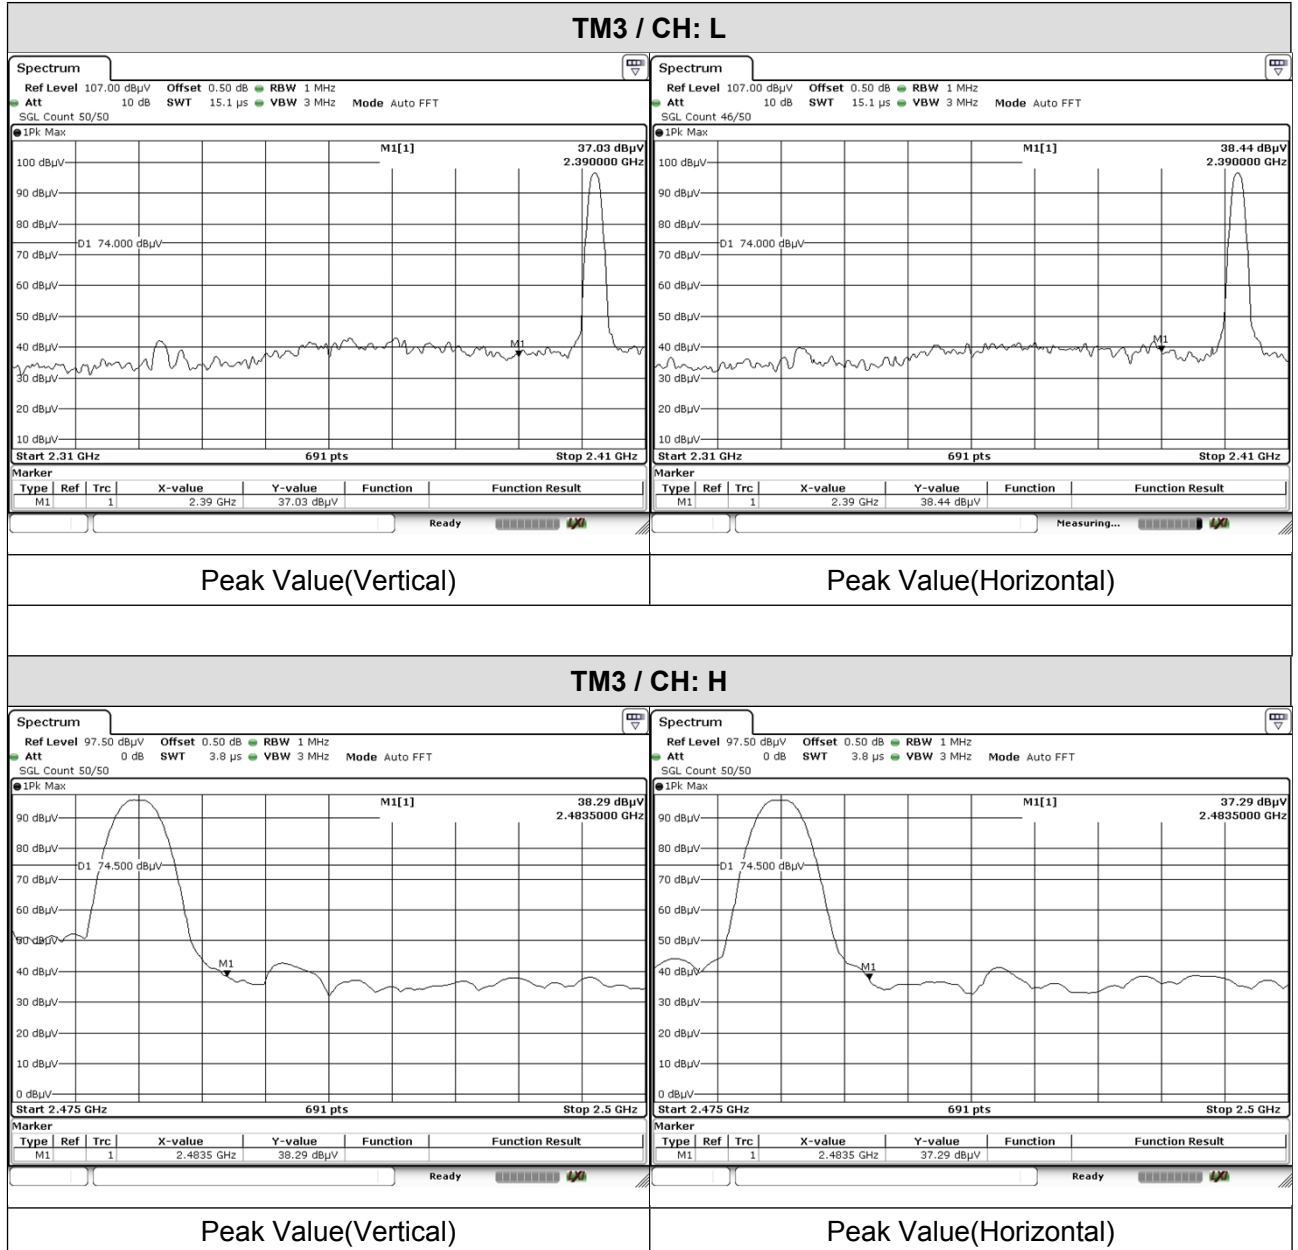 TM3 / CH: L
Spectrum
Ref Level 107.00 dBµV Offset 0.50 dB RBW 1 MHz
Att 10 dB SWT 15.1 µs VBW 3 MHz Mode Auto FFT
SGL Count 50/50
1Pk Max
M1[1] 37.03 dBµV
2.390000 GHz
100 dBµV
90 dBµV
80 dBµV
D1 74.000 dBµV
70 dBµV
60 dBµV
50 dBµV
40 dBµV
M1
30 dBµV
20 dBµV
10 dBµV
Start 2.31 GHz 691 pts Stop 2.41 GHz
Marker
Type Ref Trc X-value Y-value Function Function Result
M1 1 2.39 GHz 37.03 dBµV
Ready LXI
Peak Value(Vertical)
Spectrum
Ref Level 107.00 dBµV Offset 0.50 dB RBW 1 MHz
Att 10 dB SWT 15.1 µs VBW 3 MHz Mode Auto FFT
SGL Count 46/50
1Pk Max
M1[1] 38.44 dBµV
2.390000 GHz
100 dBµV
90 dBµV
80 dBµV
D1 74.000 dBµV
70 dBµV
60 dBµV
50 dBµV
40 dBµV
M1
30 dBµV
20 dBµV
10 dBµV
Start 2.31 GHz 691 pts Stop 2.41 GHz
Marker
Type Ref Trc X-value Y-value Function Function Result
M1 1 2.39 GHz 38.44 dBµV
Measuring... LXI
Peak Value(Horizontal)
TM3 / CH: H
Spectrum
Ref Level 97.50 dBµV Offset 0.50 dB RBW 1 MHz
Att 0 dB SWT 3.8 µs VBW 3 MHz Mode Auto FFT
SGL Count 50/50
1Pk Max
M1[1] 38.29 dBµV
2.4835000 GHz
90 dBµV
80 dBµV
D1 74.500 dBµV
70 dBµV
60 dBµV
50 dBµV
M1
40 dBµV
30 dBµV
20 dBµV
10 dBµV
0 dBµV
Start 2.475 GHz 691 pts Stop 2.5 GHz
Marker
Type Ref Trc X-value Y-value Function Function Result
M1 1 2.4835 GHz 38.29 dBµV
Ready LXI
Peak Value(Vertical)
Spectrum
Ref Level 97.50 dBµV Offset 0.50 dB RBW 1 MHz
Att 0 dB SWT 3.8 µs VBW 3 MHz Mode Auto FFT
SGL Count 50/50
1Pk Max
M1[1] 37.29 dBµV
2.4835000 GHz
90 dBµV
80 dBµV
D1 74.500 dBµV
70 dBµV
60 dBµV
50 dBµV
M1
40 dBµV
30 dBµV
20 dBµV
10 dBµV
0 dBµV
Start 2.475 GHz 691 pts Stop 2.5 GHz
Marker
Type Ref Trc X-value Y-value Function Function Result
M1 1 2.4835 GHz 37.29 dBµV
Ready LXI
Peak Value(Horizontal)